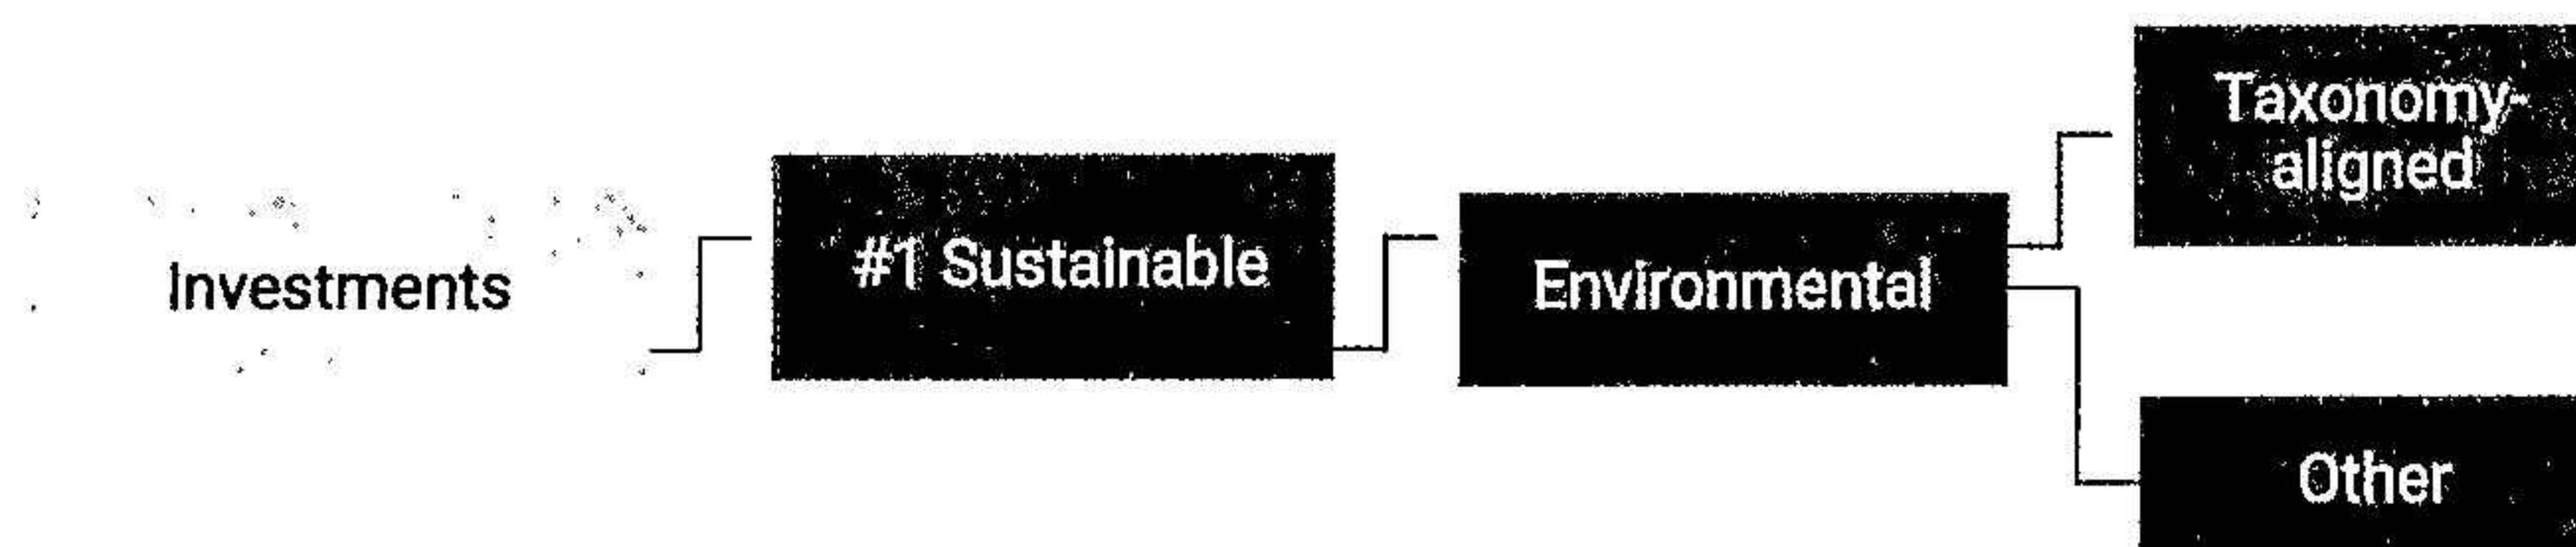 Investments
#1 Sustainable
Environmental
Taxonomy-
aligned
Other